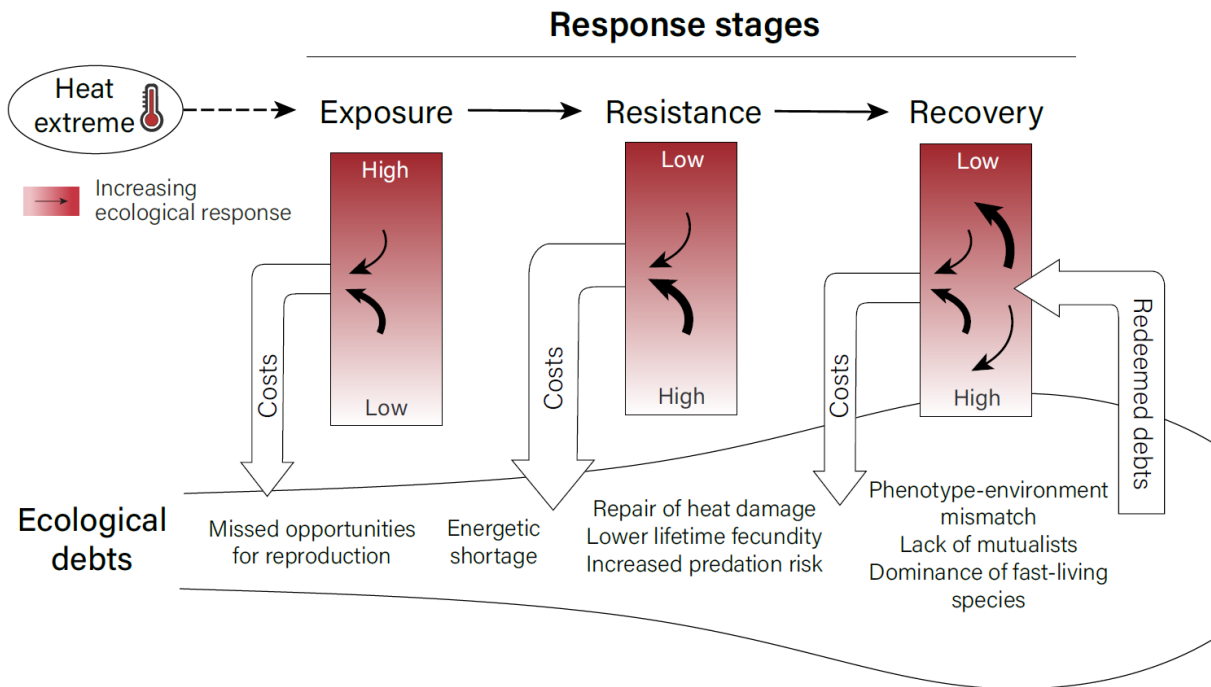 Response stages
Heat
extreme
Exposure
Resistance
Recovery
Increasing
ecological response
High
Low
Low
High
Low
High
Costs
Costs
Costs
Redeemed debts
Ecological
debts
Missed opportunities
for reproduction
Energetic
shortage
Repair of heat damage
Lower lifetime fecundity
Increased predation risk
Phenotype-environment
mismatch
Lack of mutualists
Dominance of fast-living
species